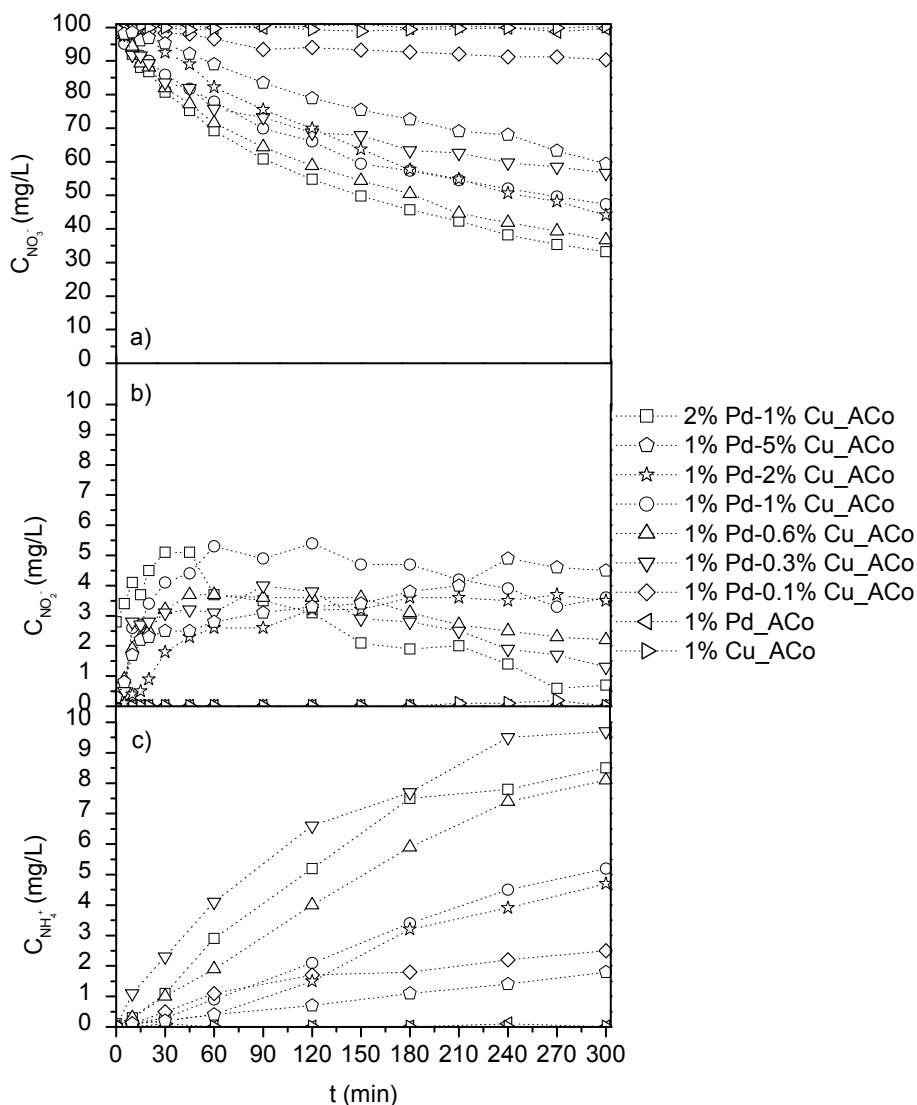 100
90
80
70
60
50
40
30
20
10
0
C NO3- (mg/L)
a)
10
9
8
7
6
5
4
3
2
1
0
C NO2- (mg/L)
b)
2% Pd-1% Cu_ACo
1% Pd-5% Cu_ACo
1% Pd-2% Cu_ACo
1% Pd-1% Cu_ACo
1% Pd-0.6% Cu_ACo
1% Pd-0.3% Cu_ACo
1% Pd-0.1% Cu_ACo
1% Pd_ACo
1% Cu_ACo
10
9
8
7
6
5
4
3
2
1
0
C NH4+ (mg/L)
c)
0 30 60 90 120 150 180 210 240 270 300
t (min)